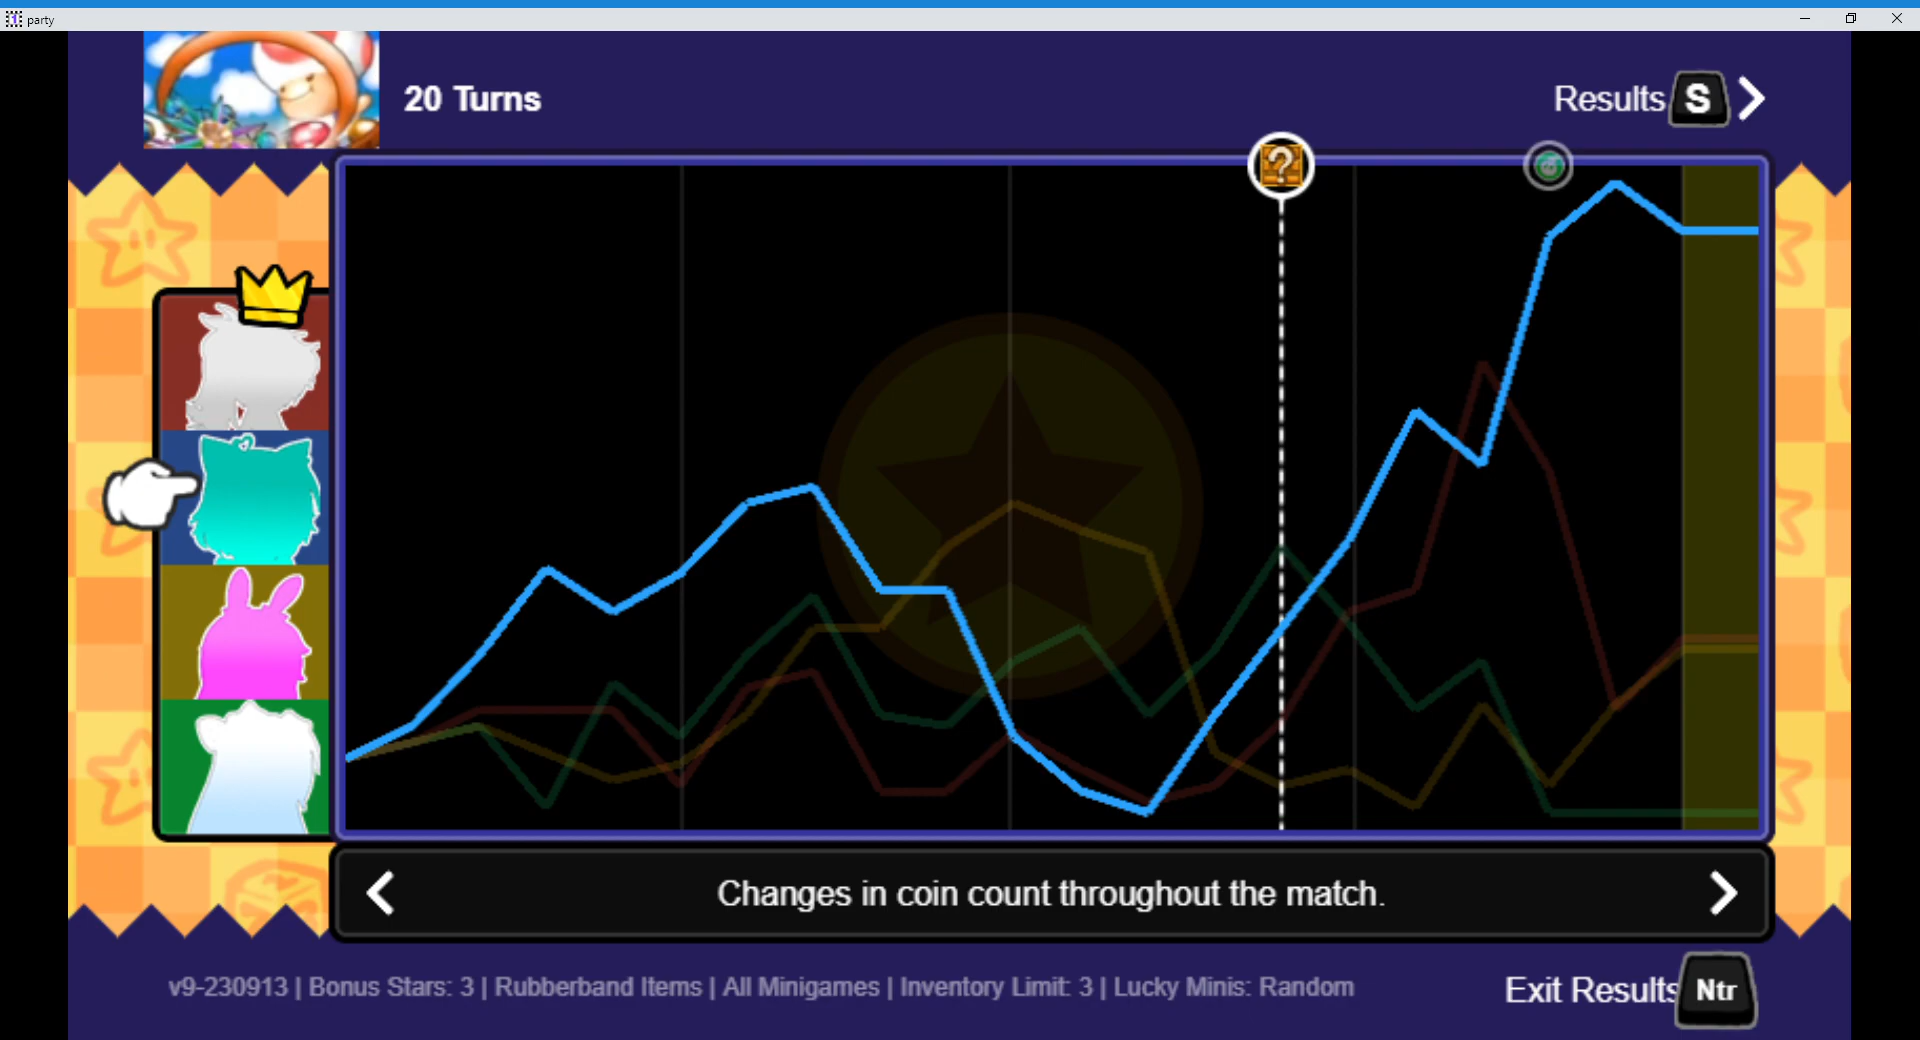 party
20 Turns
Results S
?
Changes in coin count throughout the match.
v9-230913 | Bonus Stars: 3 | Rubberband Items | All Minigames | Inventory Limit: 3 | Lucky Minis: Random
Exit Results Ntr